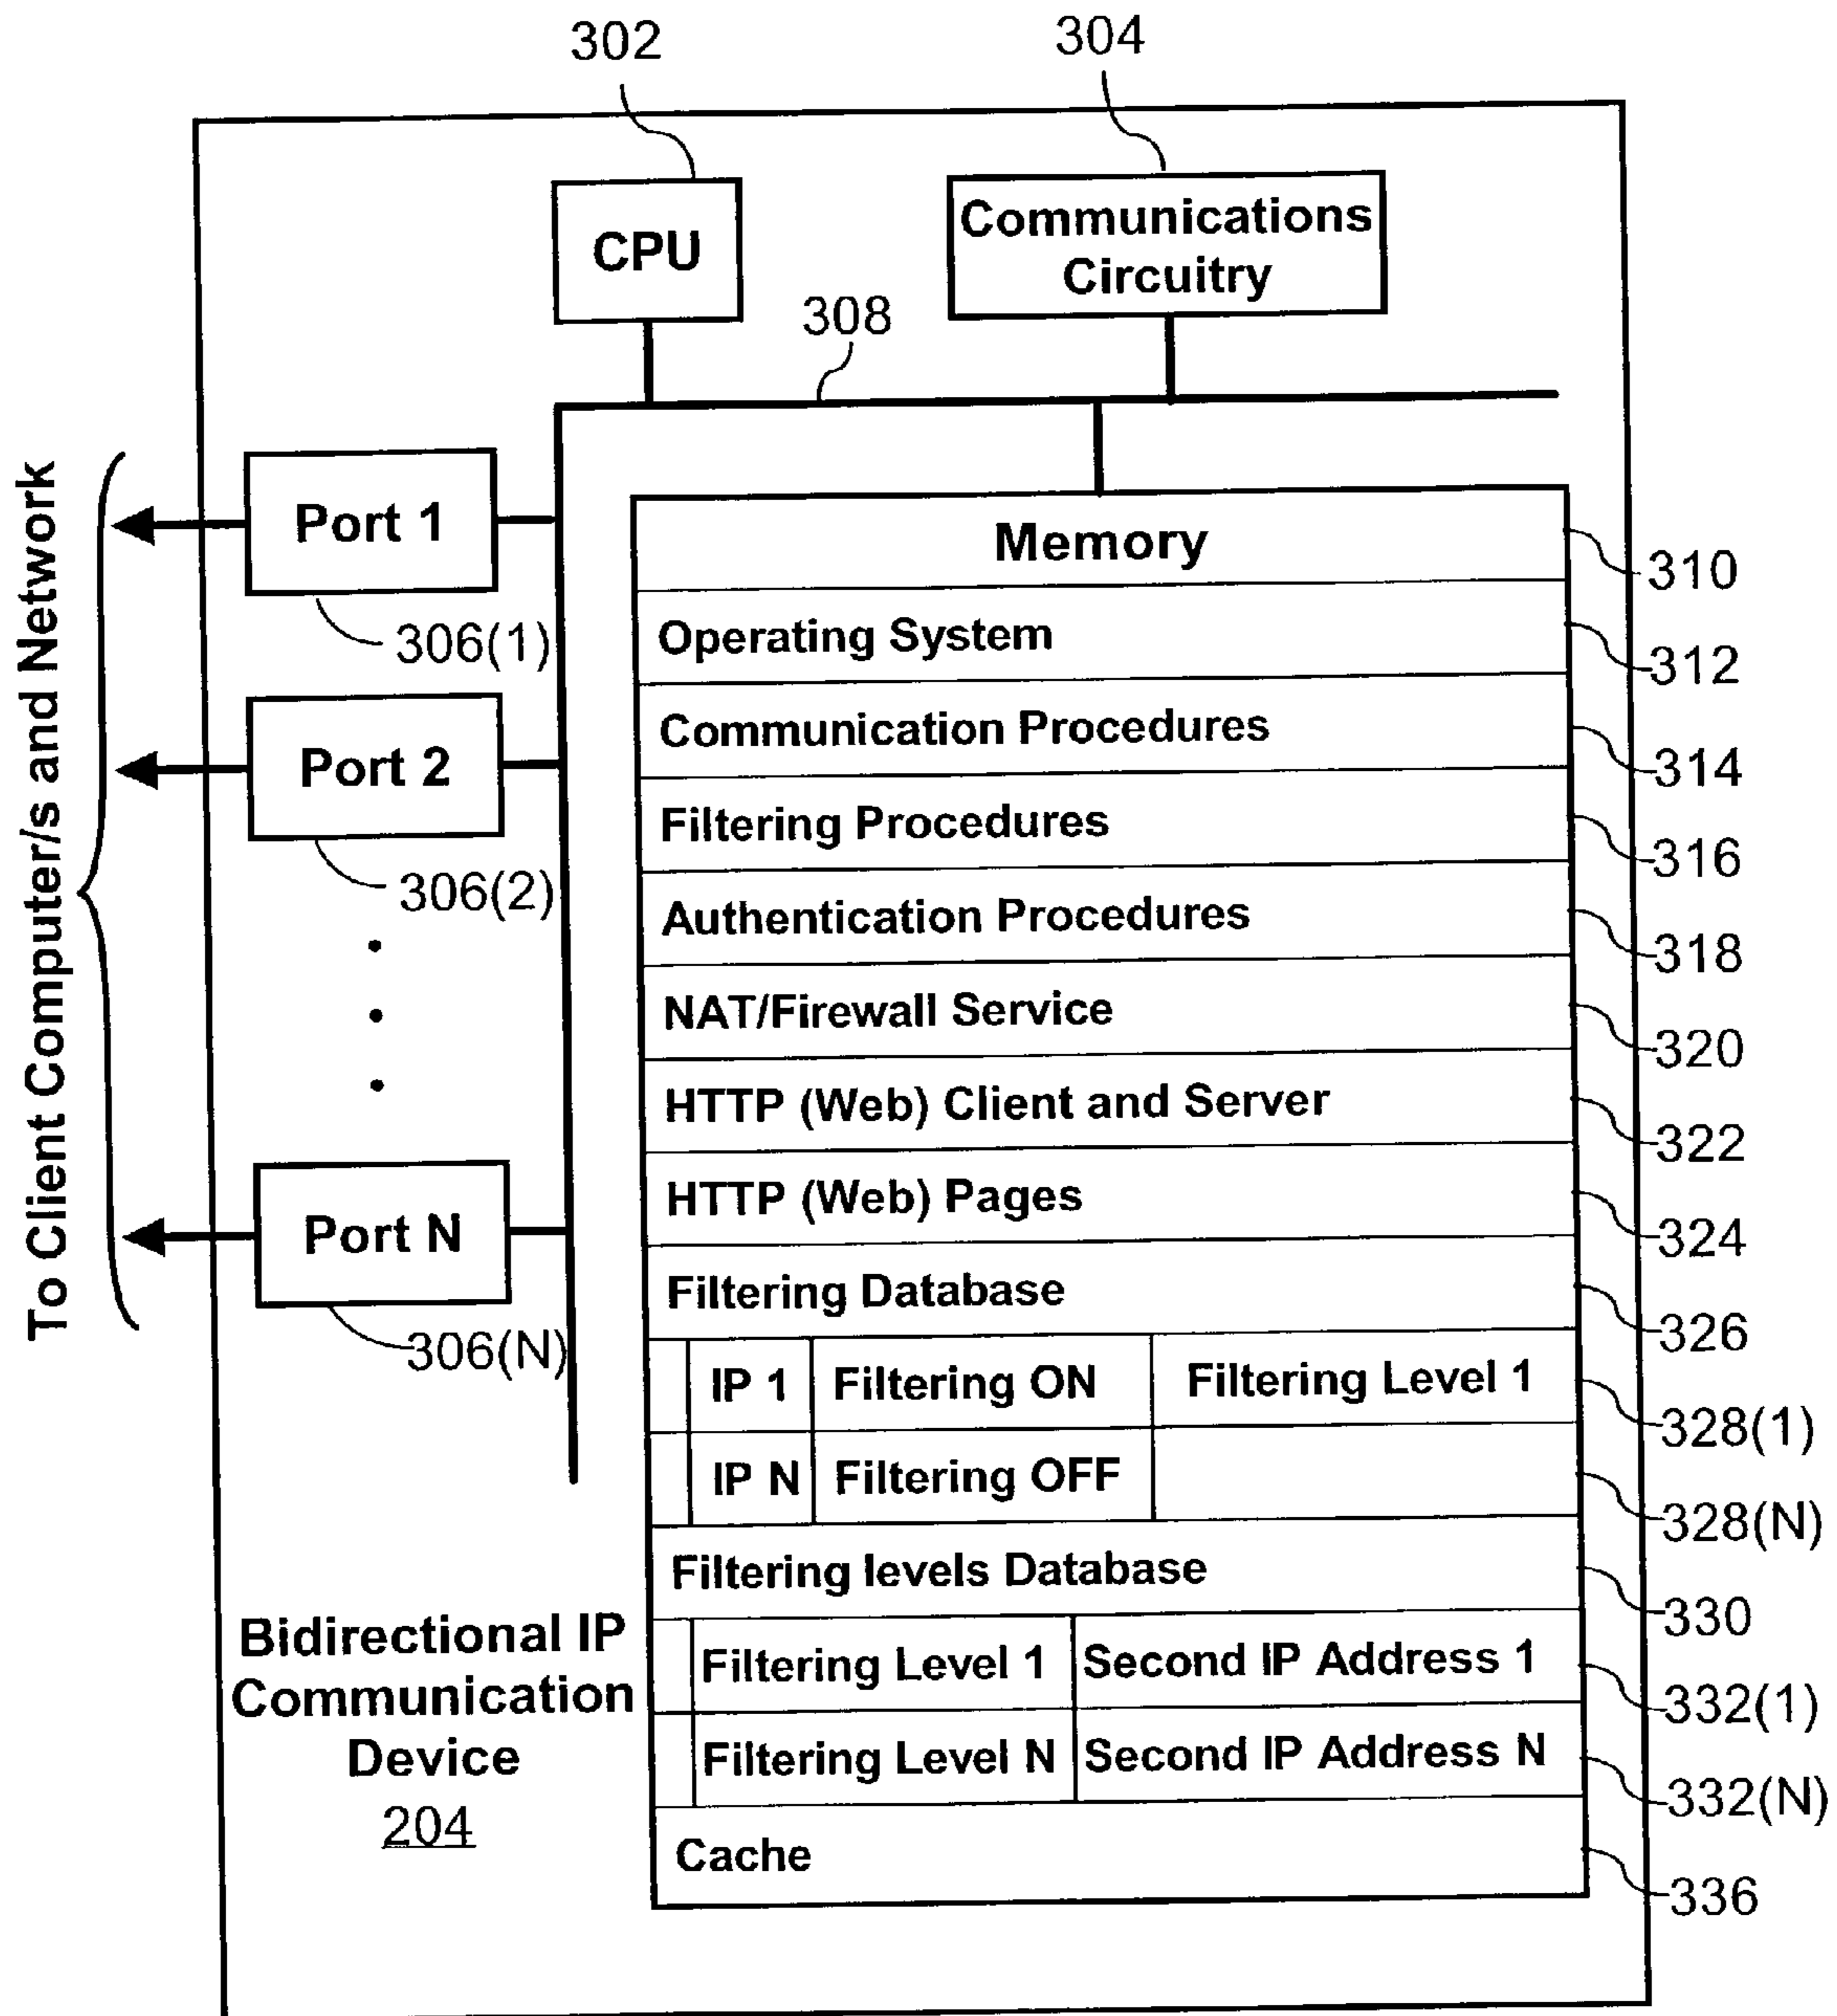 302
304
CPU
Communications
Circuitry
308
To Client Computer/s and Network
Port 1
306(1)
Port 2
306(2)
Port N
306(N)
Memory
310
Operating System
312
Communication Procedures
314
Filtering Procedures
316
Authentication Procedures
318
NAT/Firewall Service
320
HTTP (Web) Client and Server
322
HTTP (Web) Pages
324
Filtering Database
326
IP 1 Filtering ON Filtering Level 1
328(1)
IP N Filtering OFF
328(N)
Filtering levels Database
330
Filtering Level 1 Second IP Address 1
332(1)
Filtering Level N Second IP Address N
332(N)
Cache
336
Bidirectional IP
Communication
Device
204